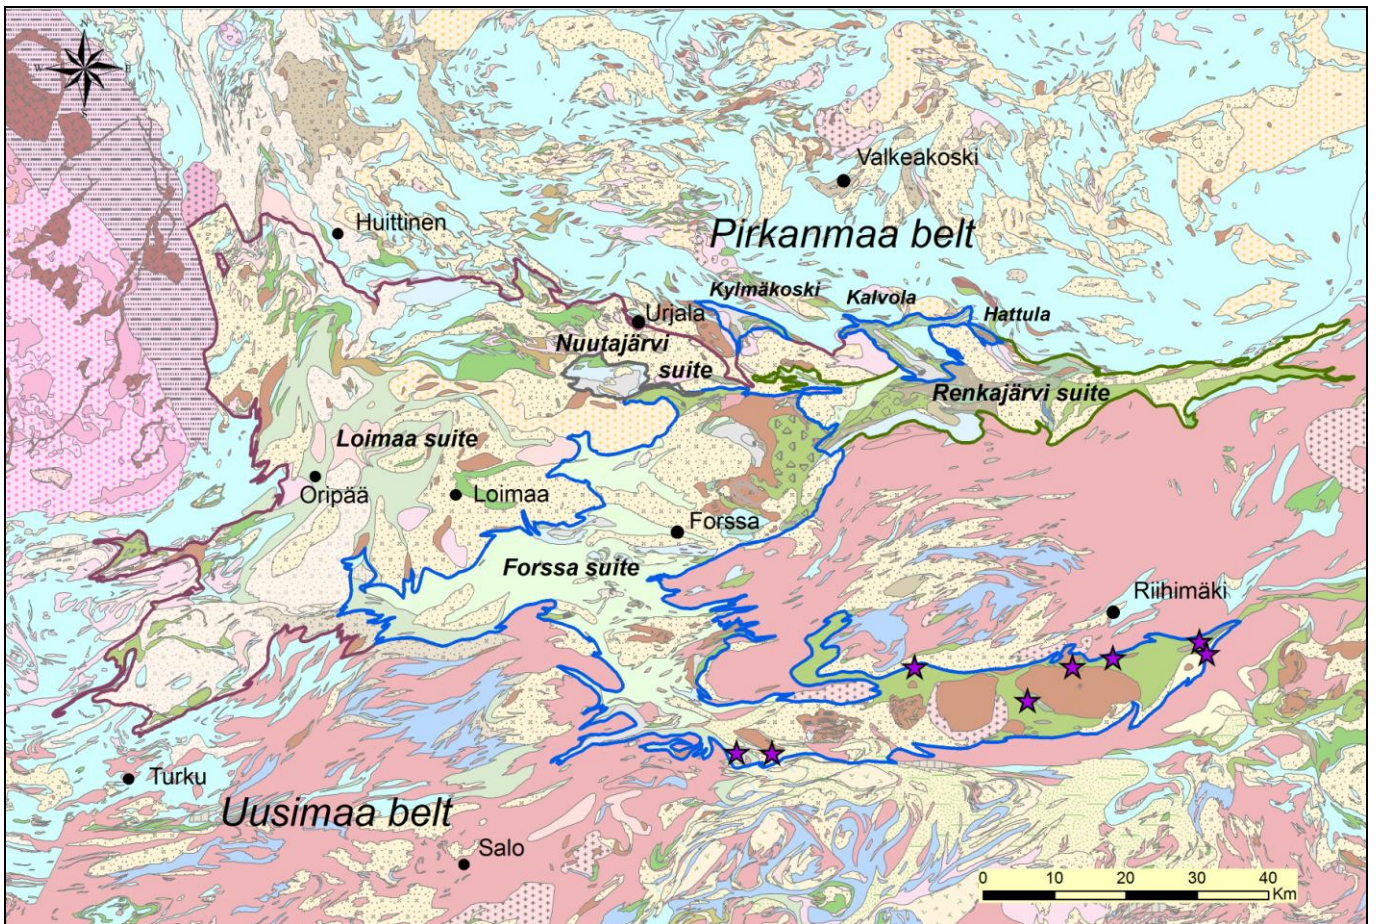 N
W
E
Valkeakoski
Huittinen
Pirkanmaa belt
Kylmäkoski
Kalvola
Hattula
Urjala
Nuutajärvi
suite
Renkajärvi suite
Loimaa suite
Oripää
Loimaa
Forssa
Forssa suite
Riihimäki
Turku
Uusimaa belt
Salo
0 10 20 30 40
Km